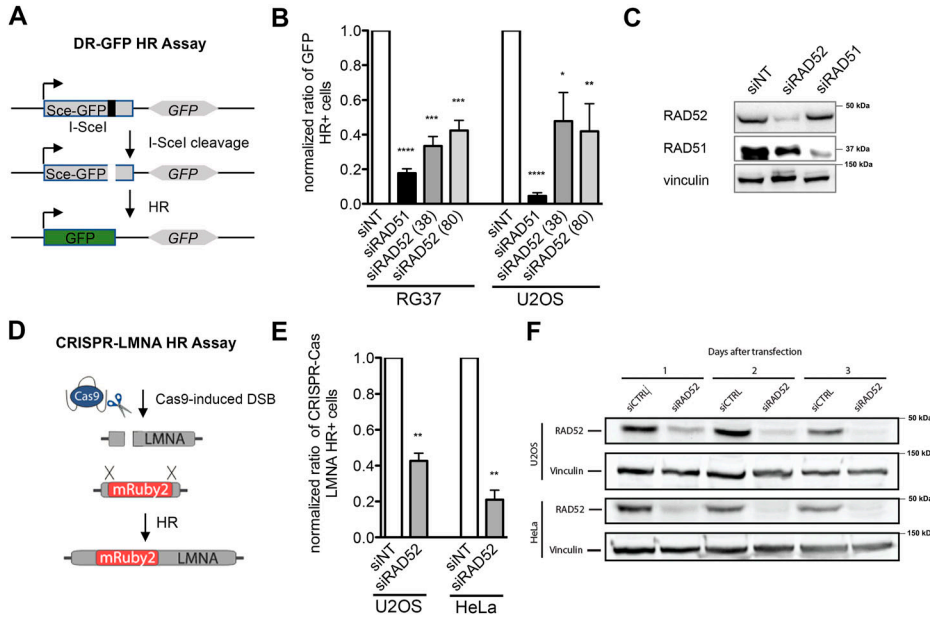 A
DR-GFP HR Assay
Sce-GFP
GFP
I-SceI
I-SceI cleavage
Sce-GFP
GFP
HR
GFP
GFP
B
normalized ratio of GFP
HR+ cells
1.0
0.8
0.6
0.4
0.2
0.0
****
***
***
****
*
**
siNT
siRAD51
siRAD52 (38)
siRAD52 (80)
siNT
siRAD51
siRAD52 (38)
siRAD52 (80)
RG37
U2OS
C
siNT
siRAD52
siRAD51
50 kDa
RAD52
RAD51
37 kDa
150 kDa
vinculin
D
CRISPR-LMNA HR Assay
Cas9
Cas9-induced DSB
LMNA
mRuby2
HR
mRuby2
LMNA
E
normalized ratio of CRISPR-Cas
LMNA HR+ cells
1.0
0.8
0.6
0.4
0.2
0.0
**
**
siNT
siRAD52
siNT
siRAD52
U2OS
HeLa
F
Days after transfection
1
2
3
siCTRL
siRAD52
siCTRL
siRAD52
siCTRL
siRAD52
50 kDa
U2OS
RAD52
150 kDa
Vinculin
50 kDa
HeLa
RAD52
150 kDa
Vinculin